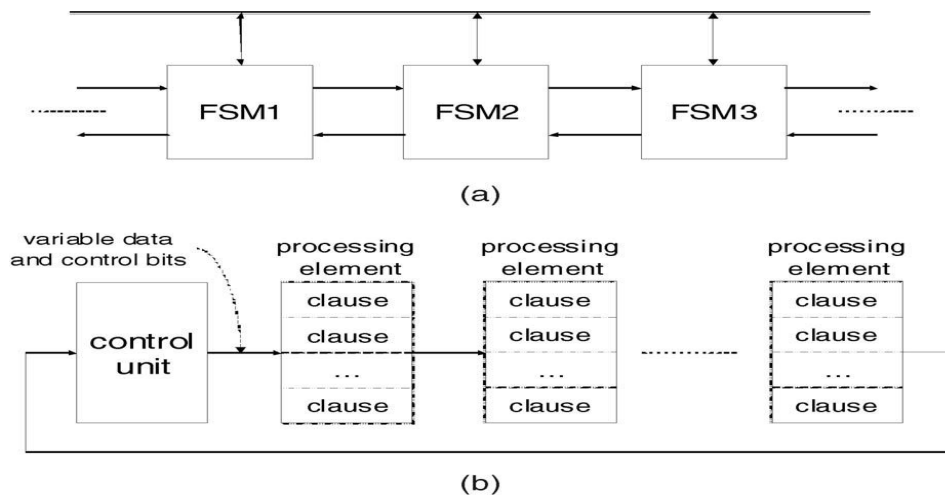 FSM1 FSM2 FSM3
(a)
variable data
and control bits
processing
element
processing
element
processing
element
control
unit
clause
clause
...
clause
clause
clause
...
clause
clause
clause
...
clause
(b)